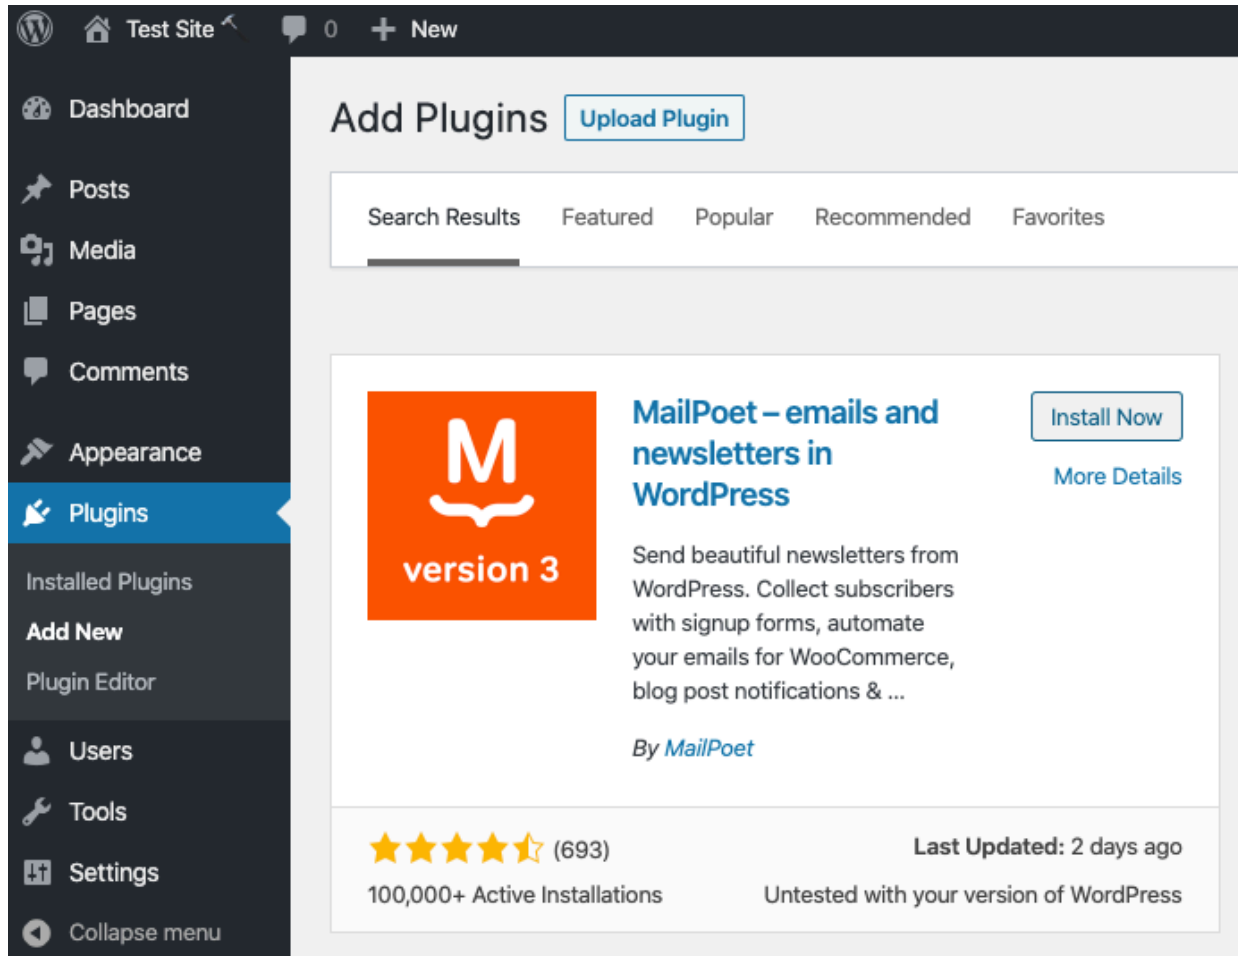 Test Site 0 New
Dashboard
Posts
Media
Pages
Comments
Appearance
Plugins
Installed Plugins
Add New
Plugin Editor
Users
Tools
Settings
Collapse menu
Add Plugins Upload Plugin
Search Results Featured Popular Recommended Favorites
M
version 3
MailPoet – emails and
newsletters in
WordPress
Install Now
More Details
Send beautiful newsletters from
WordPress. Collect subscribers
with signup forms, automate
your emails for WooCommerce,
blog post notifications & ...
By MailPoet
(693)
100,000+ Active Installations
Last Updated: 2 days ago
Untested with your version of WordPress